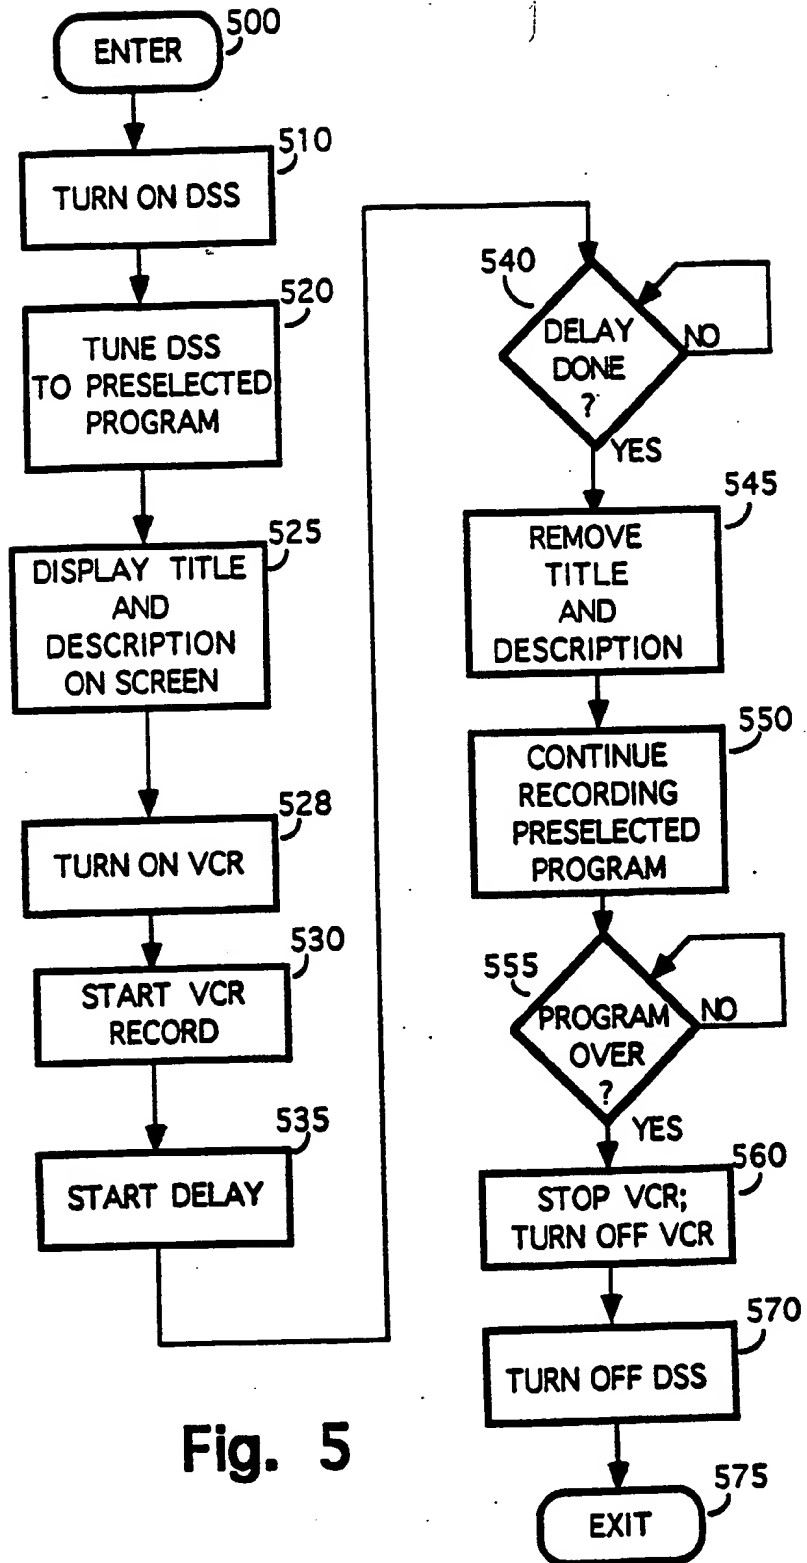 ENTER
500
TURN ON DSS
510
TUNE DSS
TO PRESELECTED
PROGRAM
520
DISPLAY TITLE
AND
DESCRIPTION
ON SCREEN
525
TURN ON VCR
528
START VCR
RECORD
530
START DELAY
535
540
DELAY
DONE
?
NO
YES
REMOVE
TITLE
AND
DESCRIPTION
545
CONTINUE
RECORDING
PRESELECTED
PROGRAM
550
555
PROGRAM
OVER
?
NO
YES
STOP VCR;
TURN OFF VCR
560
TURN OFF DSS
570
EXIT
575
Fig. 5